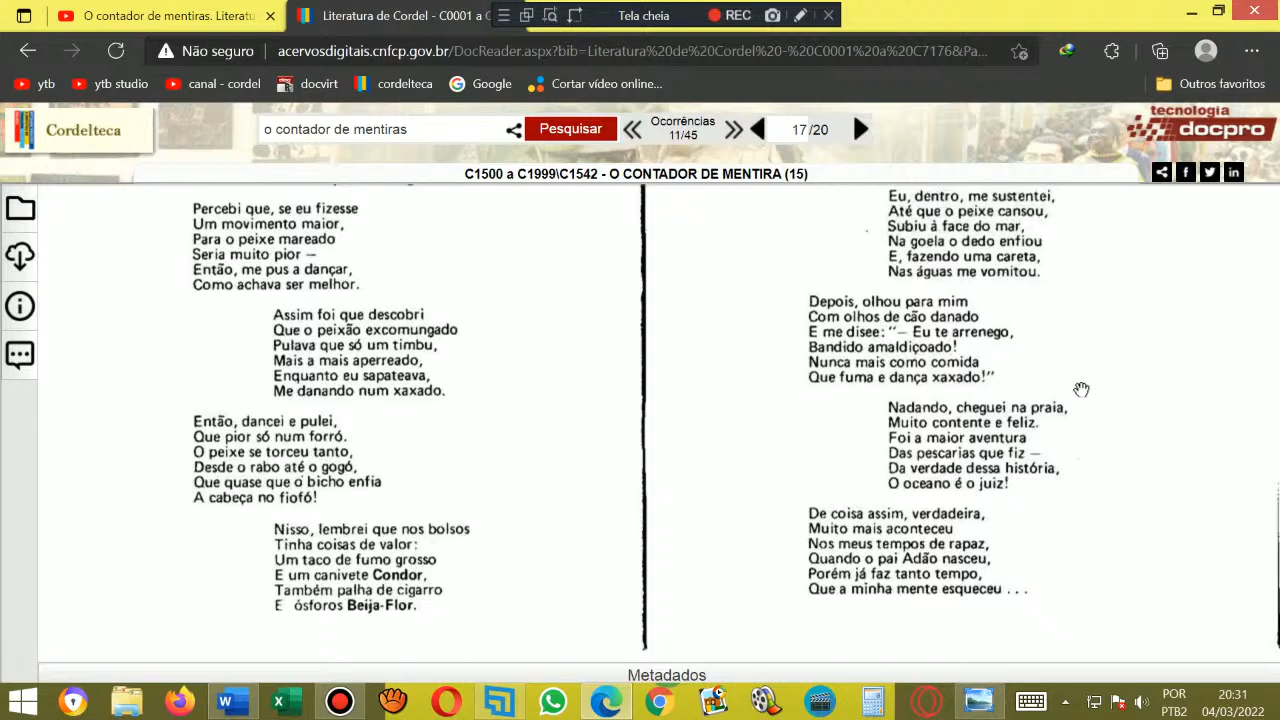 O contador de mentiras. Literatu
Literatura de Cordel - C0001 a C
Tela cheia
REC
Não seguro
acervosdigitais.cnfcp.gov.br/DocReader.aspx?bib=Literatura%20de%20Cordel%20-%20C0001%20a%20C7176&Pa...
ytb
ytb studio
canal - cordel
docvirt
cordelteca
Google
Cortar vídeo online...
Outros favoritos
Cordelteca
o contador de mentiras
Pesquisar
Ocorrências
11/45
17/20
tecnologia
docpro
C1500 a C1999\C1542 - O CONTADOR DE MENTIRA (15)
Percebi que, se eu fizesse
Um movimento maior,
Para o peixe mareado
Seria muito pior —
Então, me pus a dançar,
Como achava ser melhor.
Assim foi que descobri
Que o peixão excomungado
Pulava que só um timbu,
Mais a mais aperreado,
Enquanto eu sapateava,
Me danando num xaxado.
Então, dancei e pulei,
Que pior só num forró.
O peixe se torceu tanto,
Desde o rabo até o gogó,
Que quase que o bicho enfia
A cabeça no fiofó!
Nisso, lembrei que nos bolsos
Tinha coisas de valor:
Um taco de fumo grosso
E um canivete Condor,
Também palha de cigarro
E ósforos Beija-Flor.
Eu, dentro, me sustentei,
Até que o peixe cansou,
Subiu à face do mar,
Na goela o dedo enfiou
E, fazendo uma careta,
Nas águas me vomitou.
Depois, olhou para mim
Com olhos de cão danado
E me disee: “— Eu te arrenego,
Bandido amaldiçoado!
Nunca mais como comida
Que fuma e dança xaxado!”
Nadando, cheguei na praia,
Muito contente e feliz.
Foi a maior aventura
Das pescarias que fiz —
Da verdade dessa história,
O oceano é o juiz!
De coisa assim, verdadeira,
Muito mais aconteceu
Nos meus tempos de rapaz,
Quando o pai Adão nasceu,
Porém já faz tanto tempo,
Que a minha mente esqueceu . . .
Metadados
POR
PTB2
20:31
04/03/2022